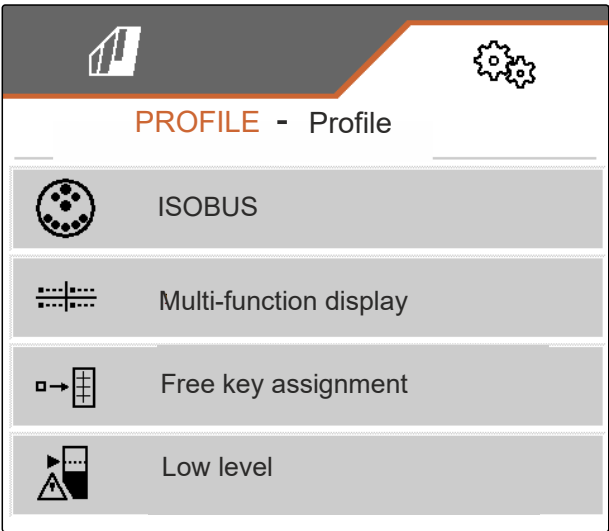 PROFILE - Profile
ISOBUS
Multi-function display
Free key assignment
Low level